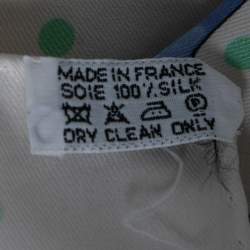 MADE IN FRANCE
SOIE 100% SILK
P
DRY CLEAN ONLY